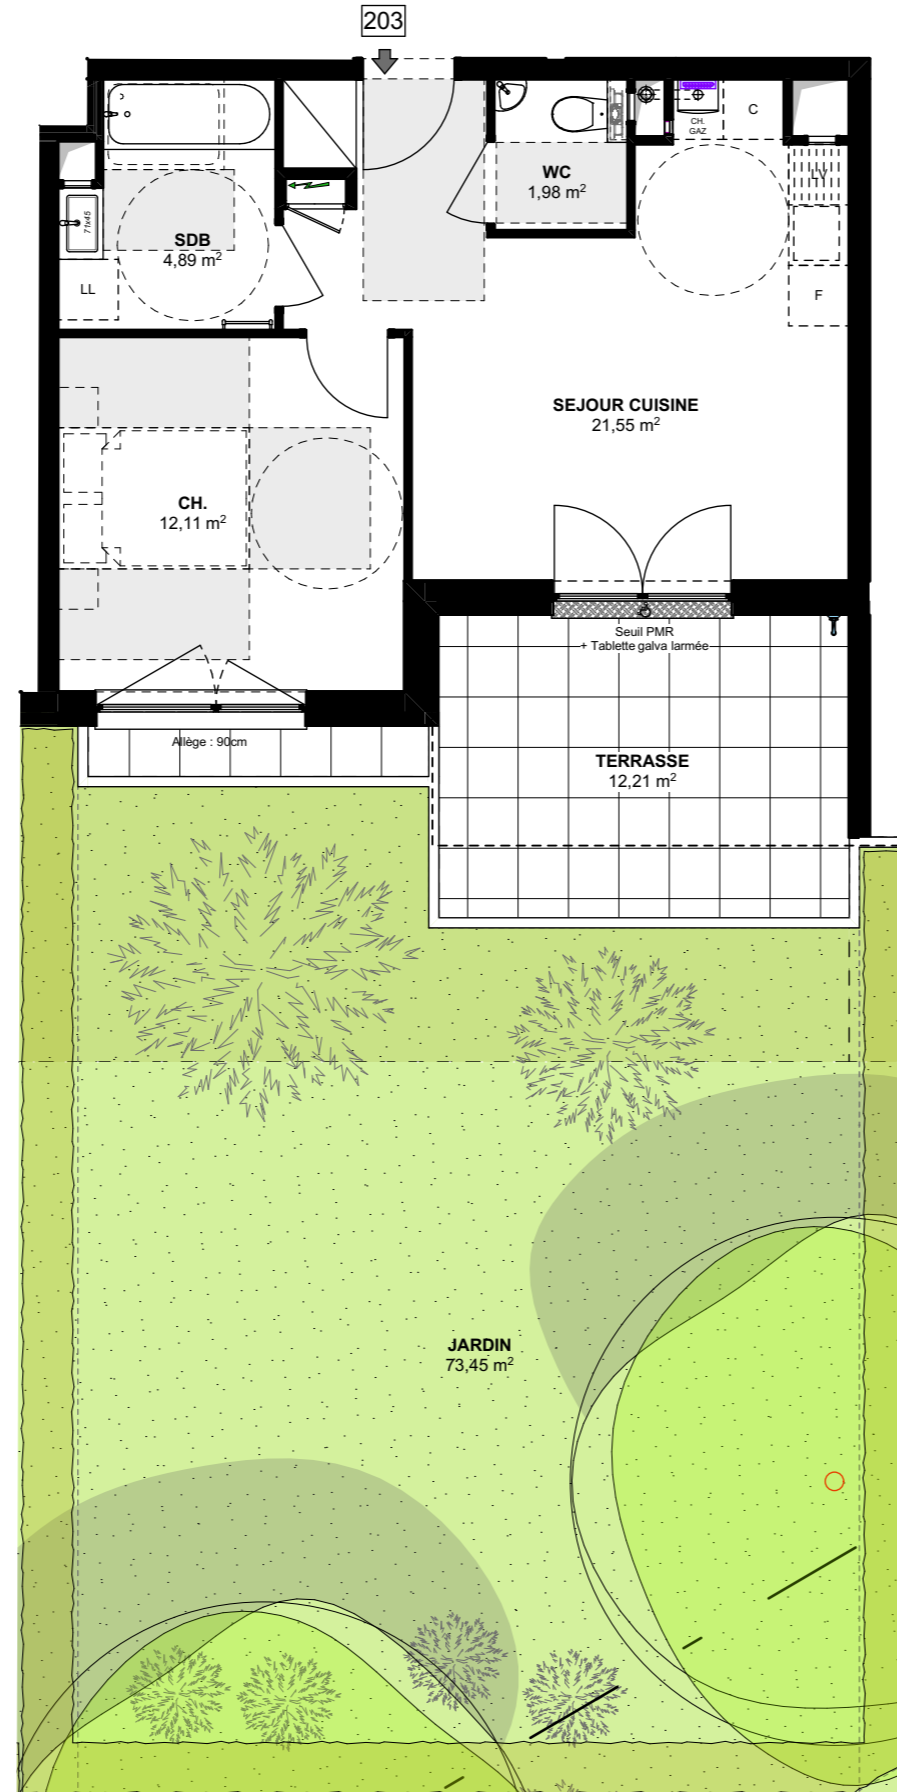 203
C
CH.
GAZ
WC
1,98 m²
LV
71x45
SDB
4,89 m²
LL
F
SEJOUR CUISINE
21,55 m²
CH.
12,11 m²
Seuil PMR
+ Tablette galva larmée
Allège : 90cm
TERRASSE
12,21 m²
JARDIN
73,45 m²